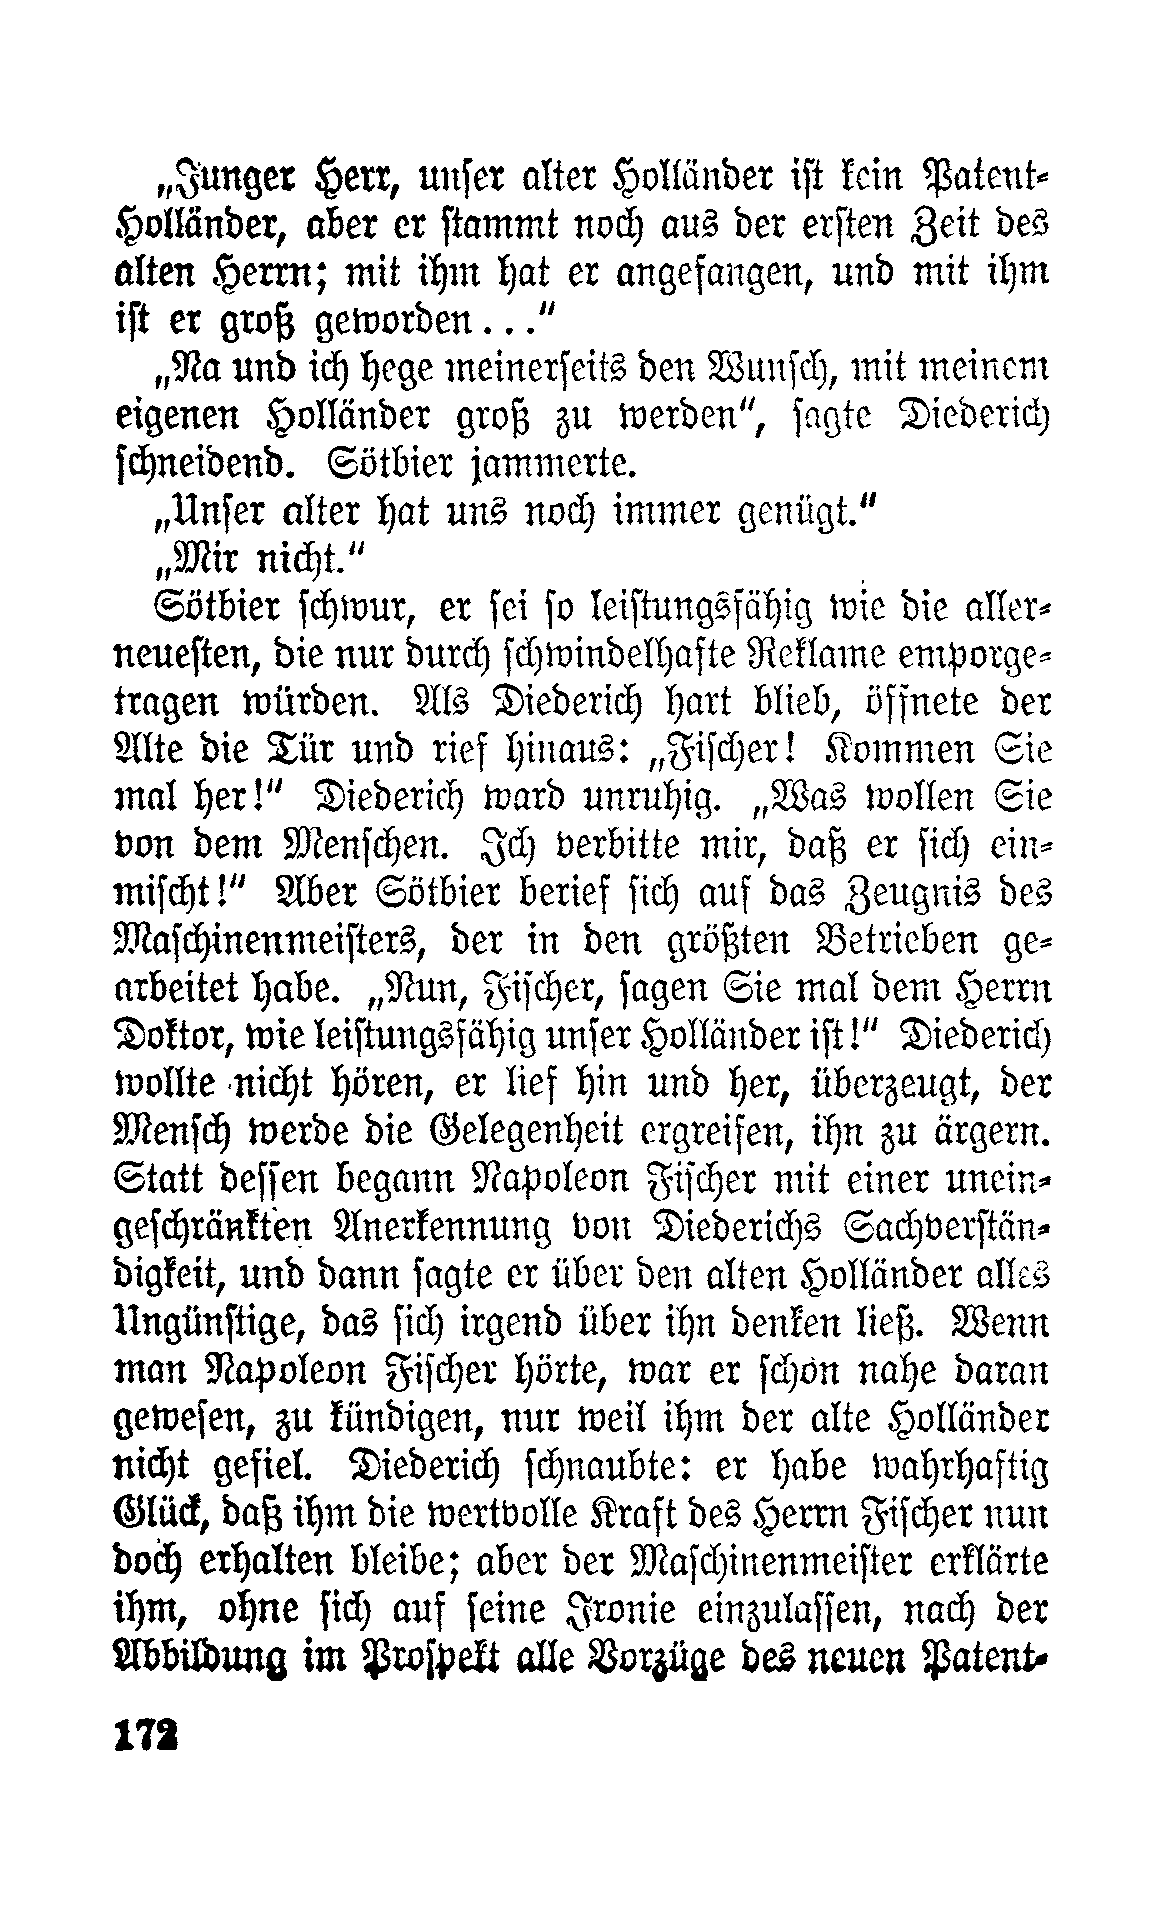 „Junger Herr, unser alter Holländer ist kein Patent-
Holländer, aber er stammt noch aus der ersten Zeit des
alten Herrn; mit ihm hat er angefangen, und mit ihm
ist er groß geworden . . .“
„Na und ich hege meinerseits den Wunsch, mit meinem
eigenen Holländer groß zu werden“, sagte Diederich
schneidend. Sötbier jammerte.
„Unser alter hat uns noch immer genügt.“
„Mir nicht.“
Sötbier schwur, er sei so leistungsfähig wie die aller-
neuesten, die nur durch schwindelhafte Reklame emporge-
tragen würden. Als Diederich hart blieb, öffnete der
Alte die Tür und rief hinaus: „Fischer! Kommen Sie
mal her!“ Diederich ward unruhig. „Was wollen Sie
von dem Menschen. Ich verbitte mir, daß er sich ein-
mischt!“ Aber Sötbier berief sich auf das Zeugnis des
Maschinenmeisters, der in den größten Betrieben ge-
arbeitet habe. „Nun, Fischer, sagen Sie mal dem Herrn
Doktor, wie leistungsfähig unser Holländer ist!“ Diederich
wollte nicht hören, er lief hin und her, überzeugt, der
Mensch werde die Gelegenheit ergreifen, ihn zu ärgern.
Statt dessen begann Napoleon Fischer mit einer unein-
geschränkten Anerkennung von Diederichs Sachverstän-
digkeit, und dann sagte er über den alten Holländer alles
Ungünstige, das sich irgend über ihn denken ließ. Wenn
man Napoleon Fischer hörte, war er schon nahe daran
gewesen, zu kündigen, nur weil ihm der alte Holländer
nicht gefiel. Diederich schnaubte: er habe wahrhaftig
Glück, daß ihm die wertvolle Kraft des Herrn Fischer nun
doch erhalten bleibe; aber der Maschinenmeister erklärte
ihm, ohne sich auf seine Ironie einzulassen, nach der
Abbildung im Prospekt alle Vorzüge des neuen Patent-
172